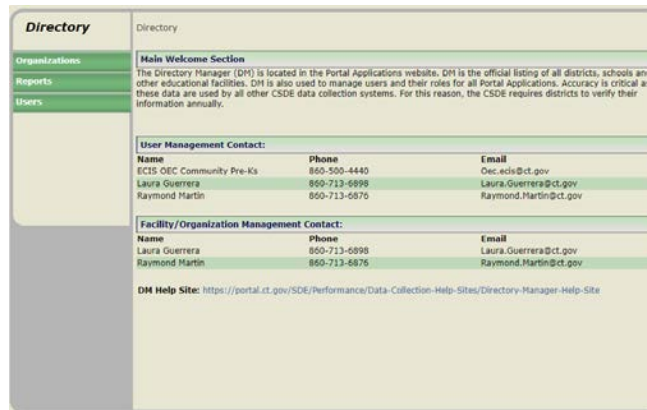 Directory
Directory
Organizations
Reports
Users
Main Welcome Section
The Directory Manager (DM) is located in the Portal Applications website. DM is the official listing of all districts, schools an
other educational facilities. DM is also used to manage users and their roles for all Portal Applications. Accuracy is critical a
these data are used by all other CSDE data collection systems. For this reason, the CSDE requires districts to verify their
information annually.
User Management Contact:
Name Phone Email
ECIS OEC Community Pre-Ks 860-500-4440 Oec.ecis@ct.gov
Laura Guerrera 860-713-6898 Laura.Guerrera@ct.gov
Raymond Martin 860-713-6876 Raymond.Martin@ct.gov
Facility/Organization Management Contact:
Name Phone Email
Laura Guerrera 860-713-6898 Laura.Guerrera@ct.gov
Raymond Martin 860-713-6876 Raymond.Martin@ct.gov
DM Help Site: https://portal.ct.gov/SDE/Performance/Data-Collection-Help-Sites/Directory-Manager-Help-Site